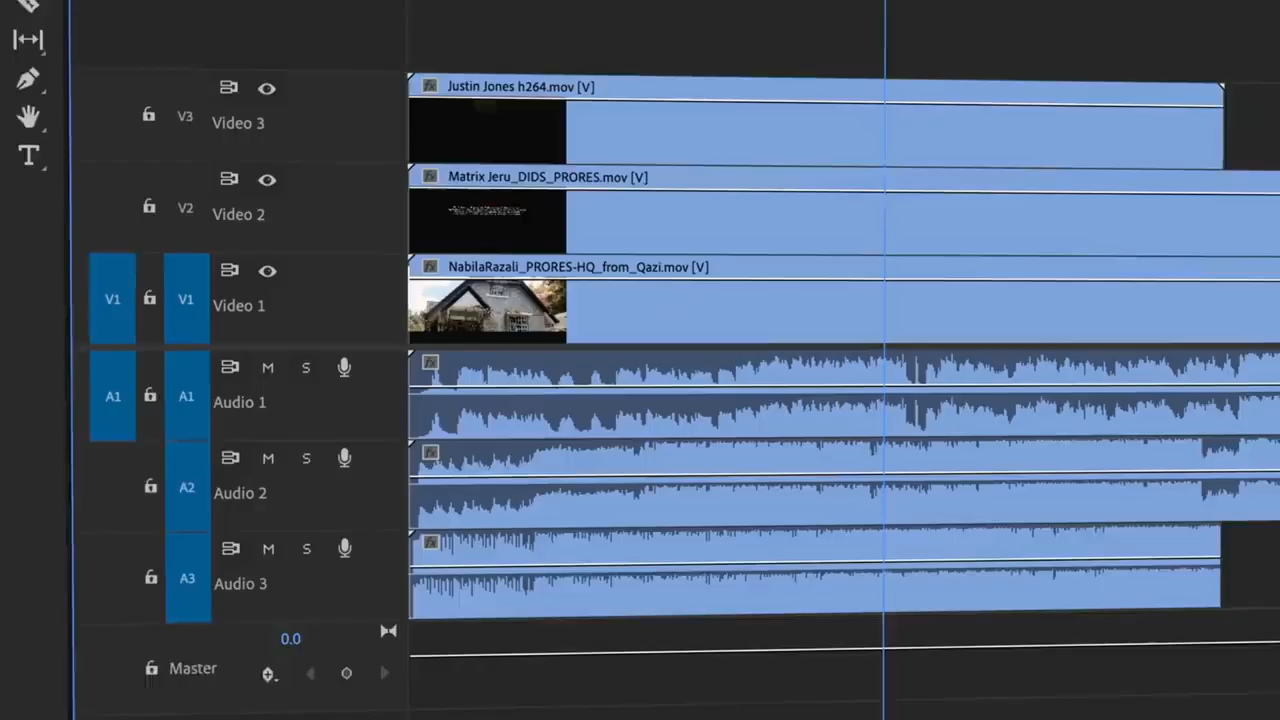 Justin Jones h264.mov [V]
V3 Video 3
Matrix Jeru_DIDS_PRORES.mov [V]
V2 Video 2
NabilaRazali_PRORES-HQ_from_Qazi.mov [V]
V1 V1 Video 1
M S
A1 A1 Audio 1
M S
A2 Audio 2
M S
A3 Audio 3
0.0
Master